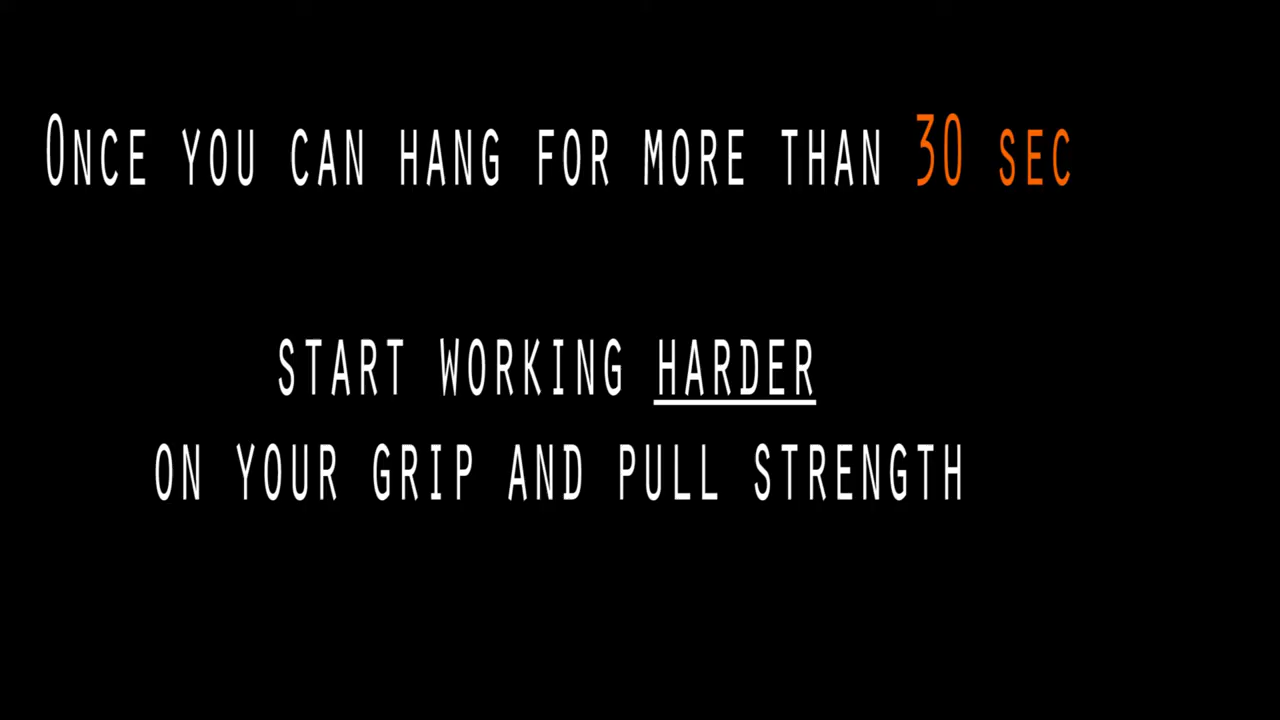 Once you can hang for more than 30 sec
start working harder
on your grip and pull strength